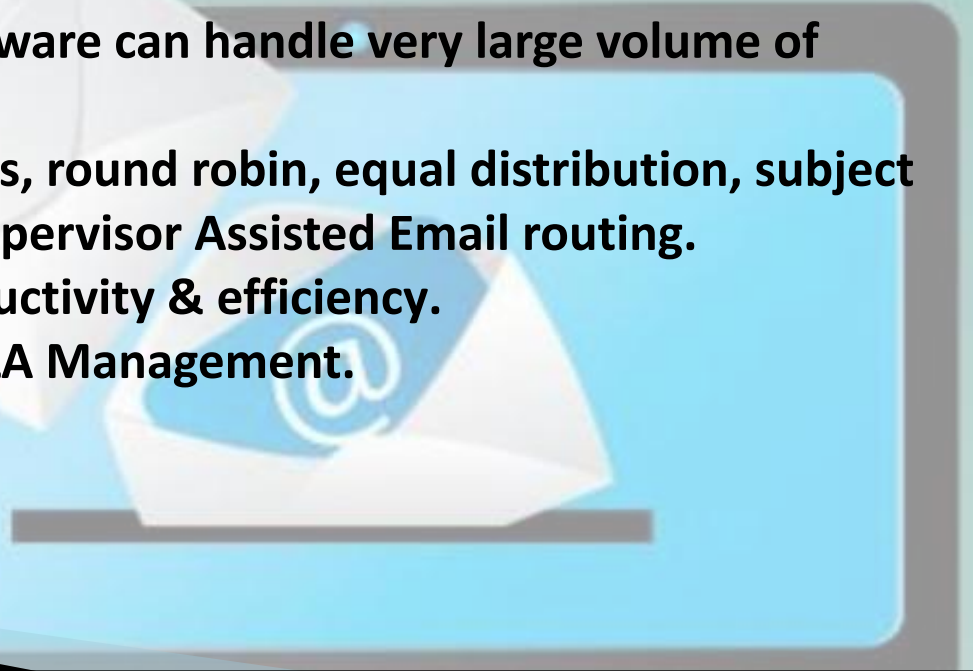 ware can handle very large volume of
s, round robin, equal distribution, subject
pervisor Assisted Email routing.
uctivity & efficiency.
A Management.
@